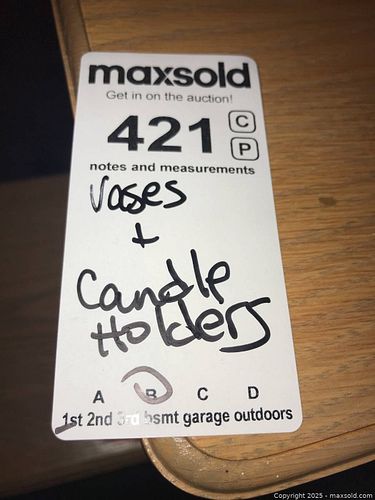 maxsold
Get in on the auction!
421 C
P
notes and measurements
Vases
+
Candle
Holders
A B C D
1st 2nd 3rd bsmt garage outdoors
Copyright 2025 - maxsold.com